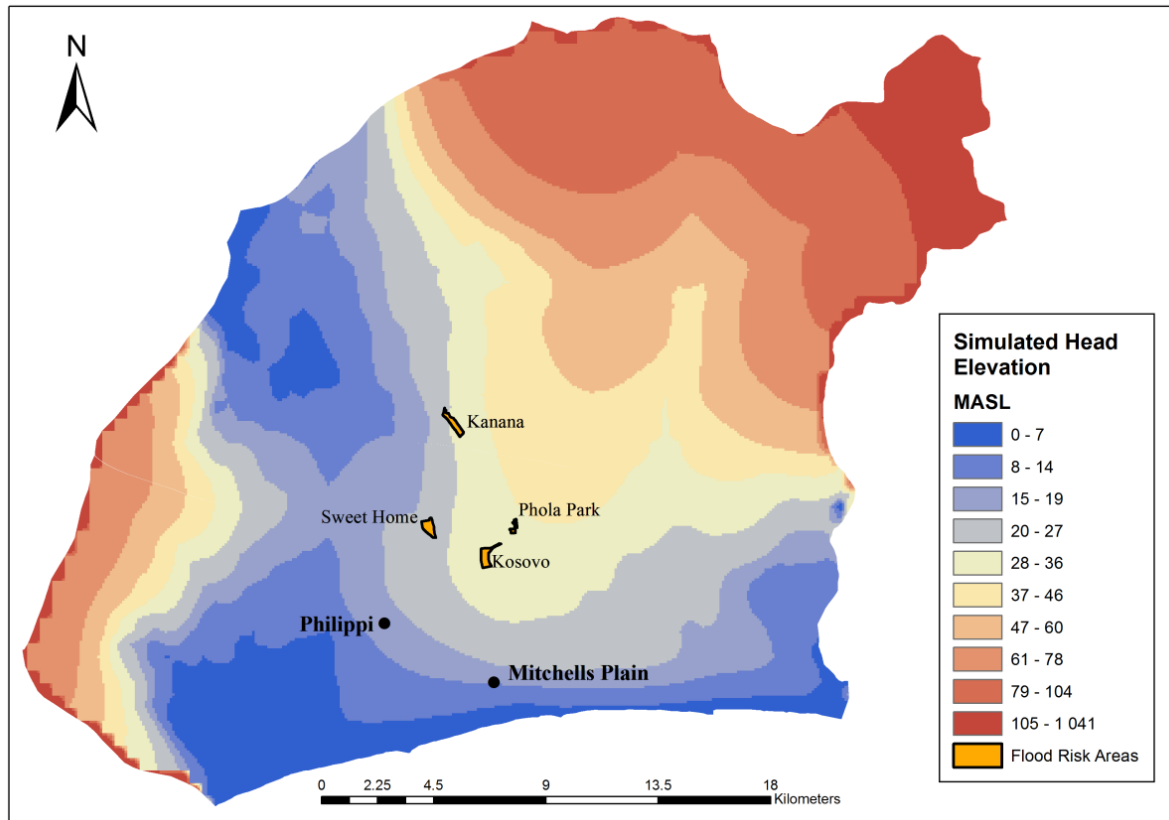 N
Kanana
Sweet Home
Phola Park
Kosovo
Philippi
Mitchells Plain
Simulated Head
Elevation
MASL
0 - 7
8 - 14
15 - 19
20 - 27
28 - 36
37 - 46
47 - 60
61 - 78
79 - 104
105 - 1 041
Flood Risk Areas
0 2.25 4.5 9 13.5 18
Kilometers